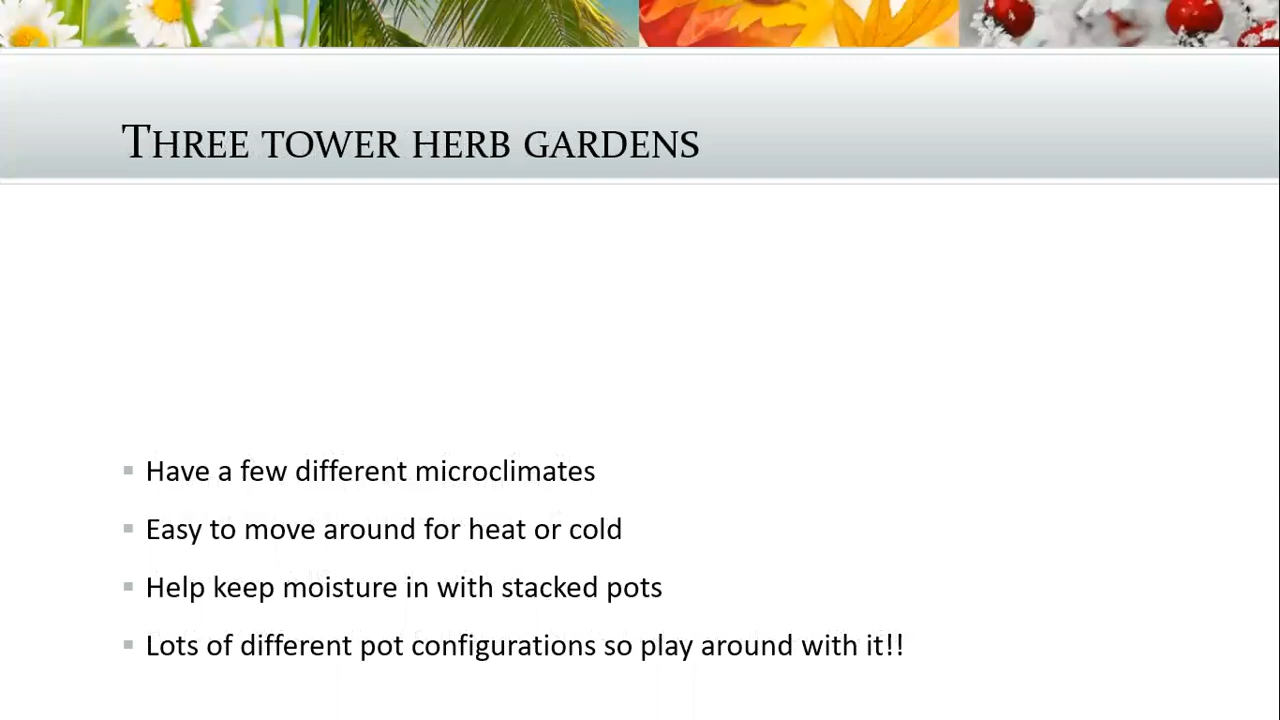 Three tower herb gardens
Have a few different microclimates
Easy to move around for heat or cold
Help keep moisture in with stacked pots
Lots of different pot configurations so play around with it!!